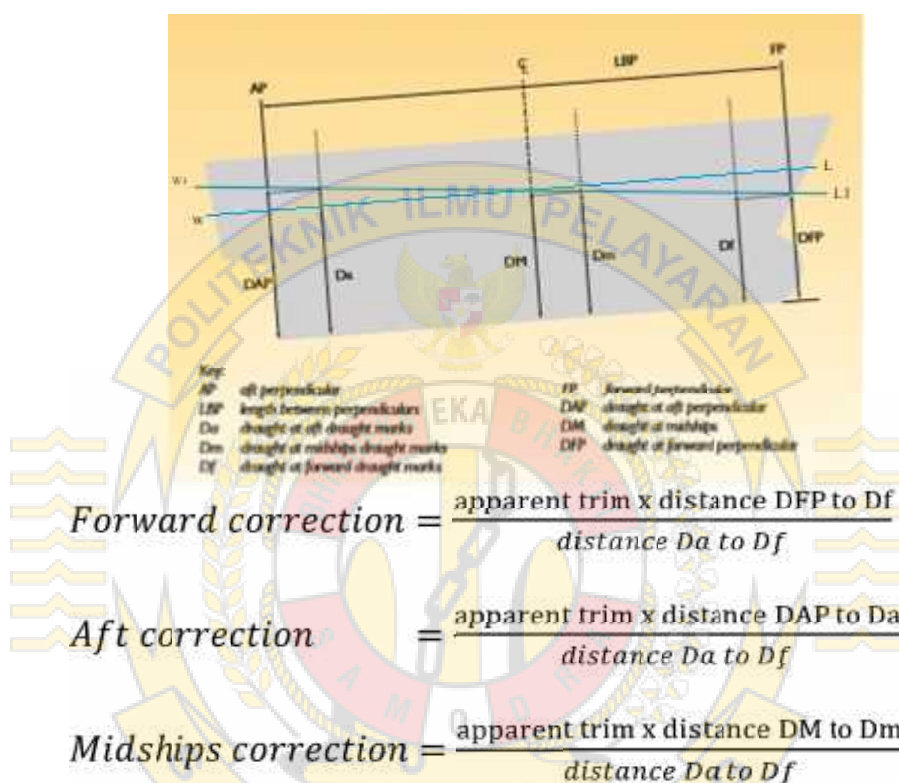 AP
₵
LBP
FP
W1
L
W
L1
DAP
Da
DM
Dm
Df
DFP
POLITEKNIK ILMU PELAYARAN
Key:
AP aft perpendicular
LBP length between perpendiculars
Da draught at aft draught marks
Dm draught at midships draught marks
Df draught at forward draught marks
FP forward perpendicular
DAP draught at aft perpendicular
DM draught at midships
DFP draught at forward perpendicular
EKA BHAKTI
SAMODRA
Forward correction = apparent trim x distance DFP to Df
distance Da to Df
Aft correction = apparent trim x distance DAP to Da
distance Da to Df
Midships correction = apparent trim x distance DM to Dm
distance Da to Df